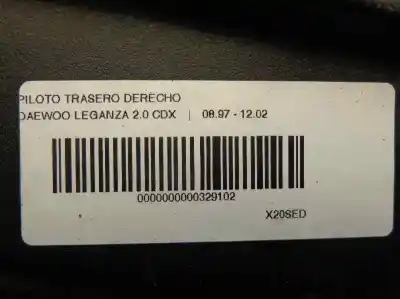 PILOTO TRASERO DERECHO
DAEWOO LEGANZA 2.0 CDX | 08.97 - 12.02
0000000000329102
X20SED